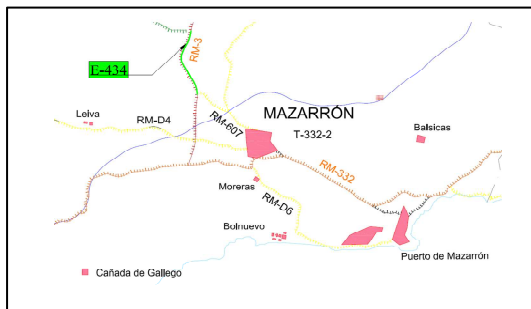 RM-3
E-434
MAZARRÓN
Leiva
RM-D4
RM-607
T-332-2
Balsicas
RM-332
Moreras
RM-D6
Bolnuevo
Puerto de Mazarrón
Cañada de Gallego